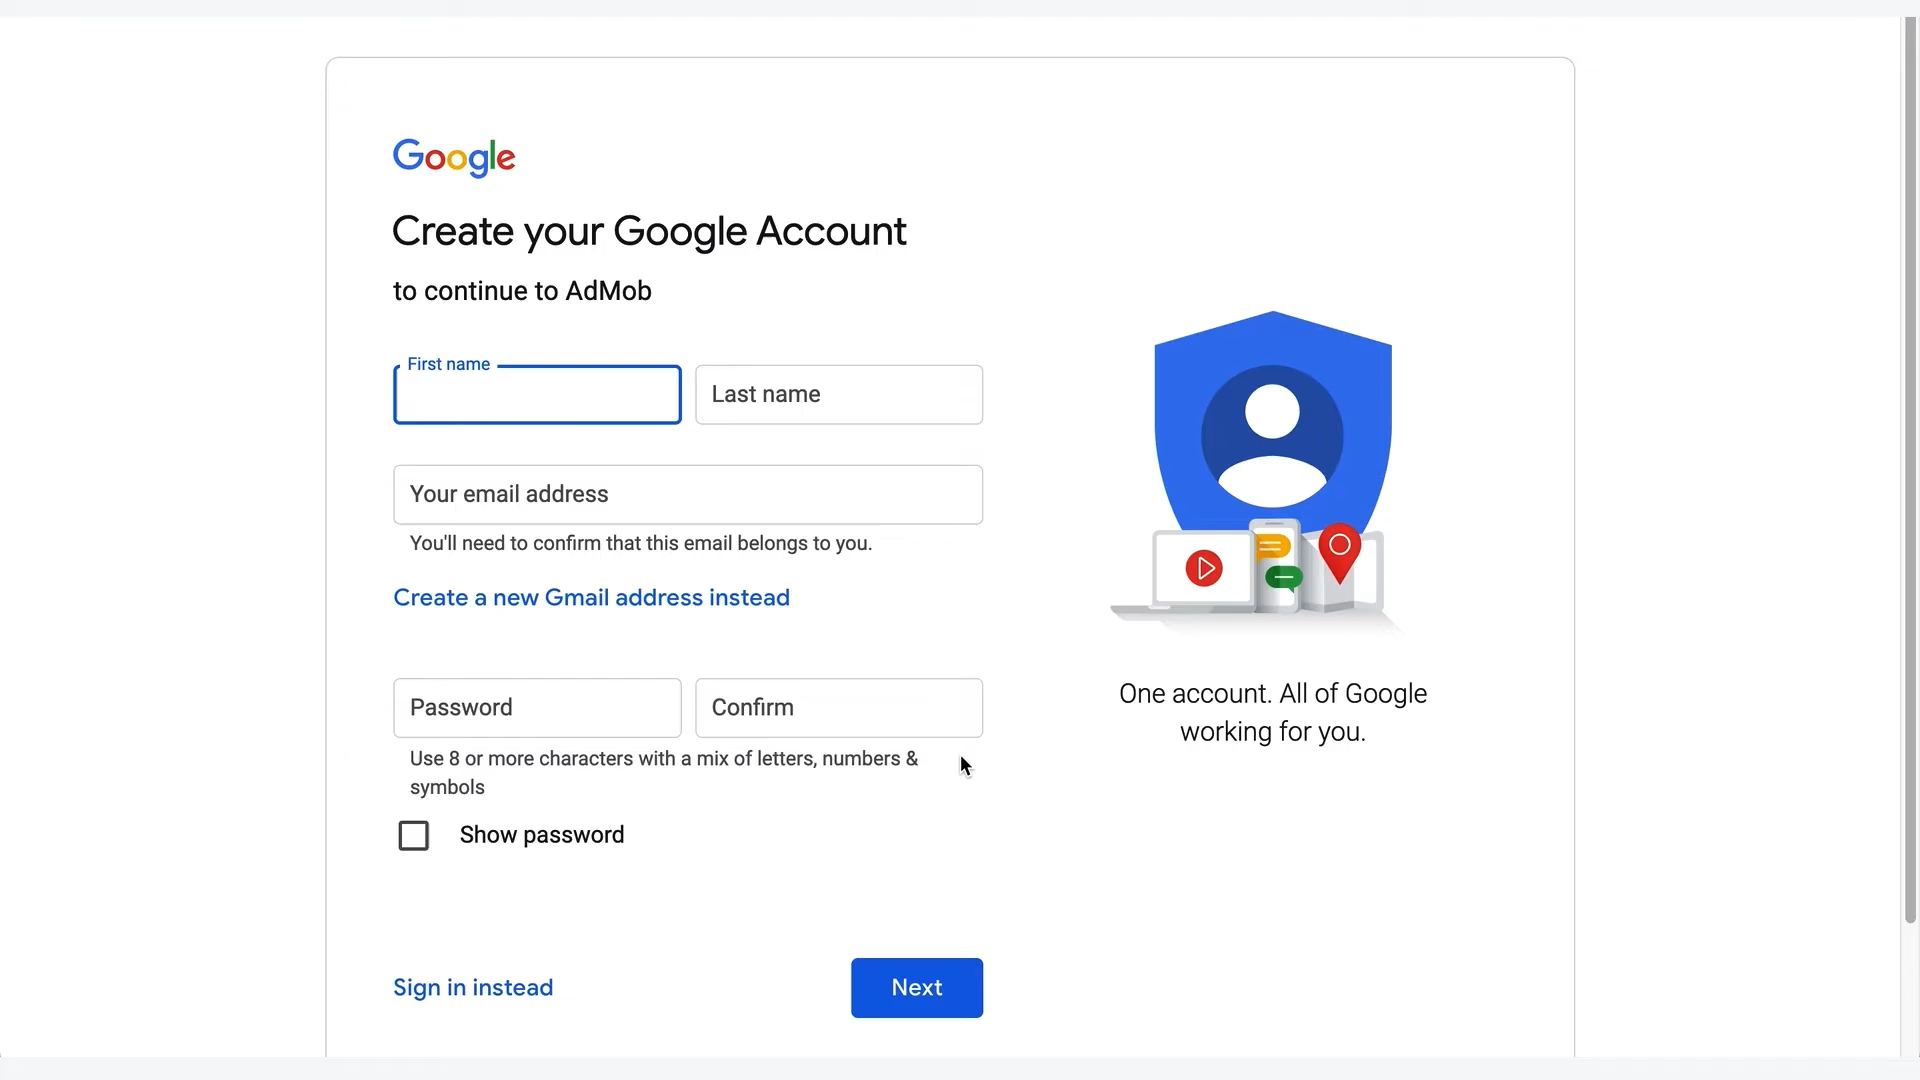 Google
Create your Google Account
to continue to AdMob
First name
Last name
Your email address
You'll need to confirm that this email belongs to you.
Create a new Gmail address instead
Password
Confirm
Use 8 or more characters with a mix of letters, numbers &
symbols
Show password
Sign in instead
Next
One account. All of Google
working for you.